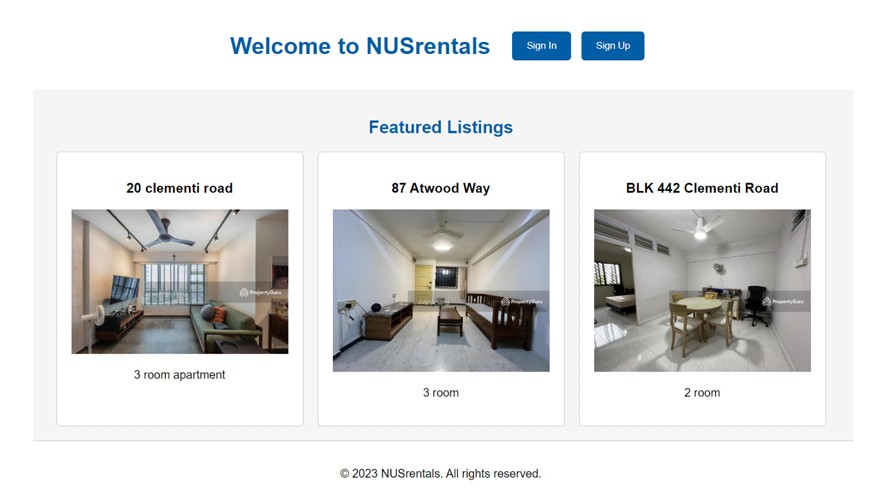 Welcome to NUSrentals
Sign In
Sign Up
Featured Listings
20 clementi road
PropertyGuru
3 room apartment
87 Atwood Way
PropertyGuru
3 room
BLK 442 Clementi Road
PropertyGuru
2 room
© 2023 NUSrentals. All rights reserved.